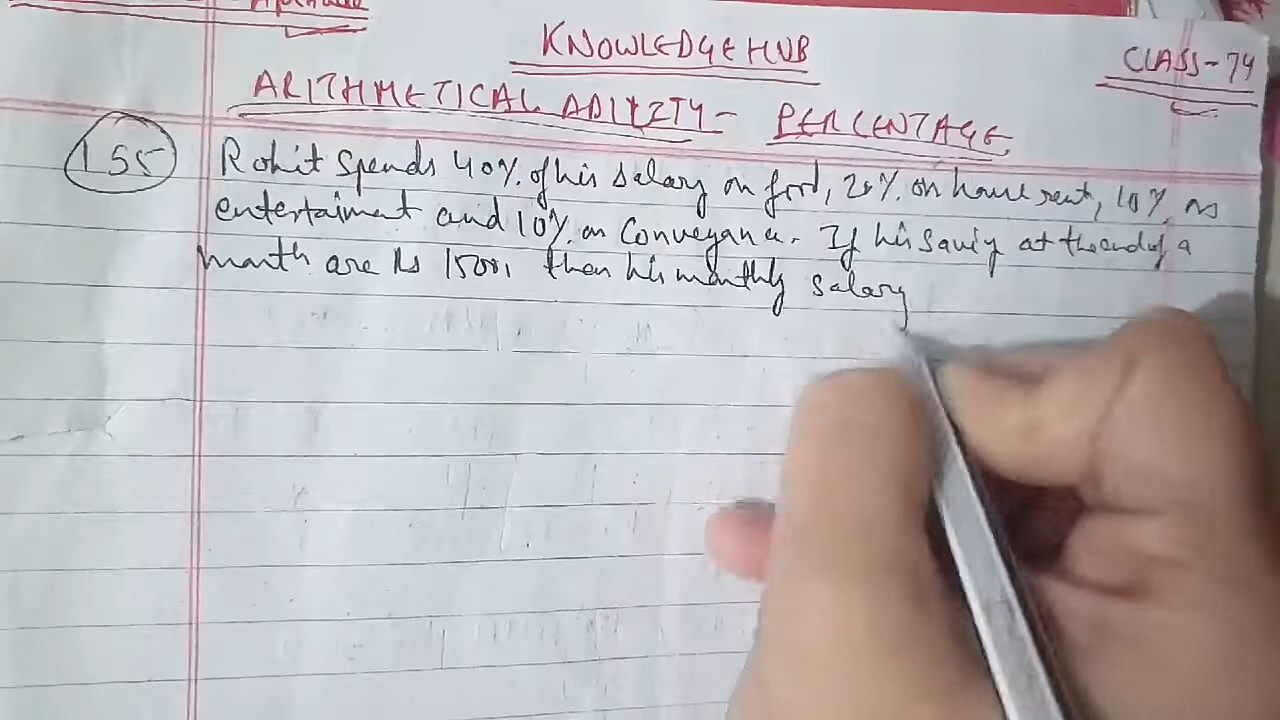 KNOWLEDGE HUB
CLASS-74
ARITHMETICAL ABILITY- PERCENTAGE
155
Rohit spends 40% of his salary on food, 20% on house rent, 10% on
entertaiment and 10% on Conveyance. If his saving at the end of a
month are Rs 1500, then his monthly salary